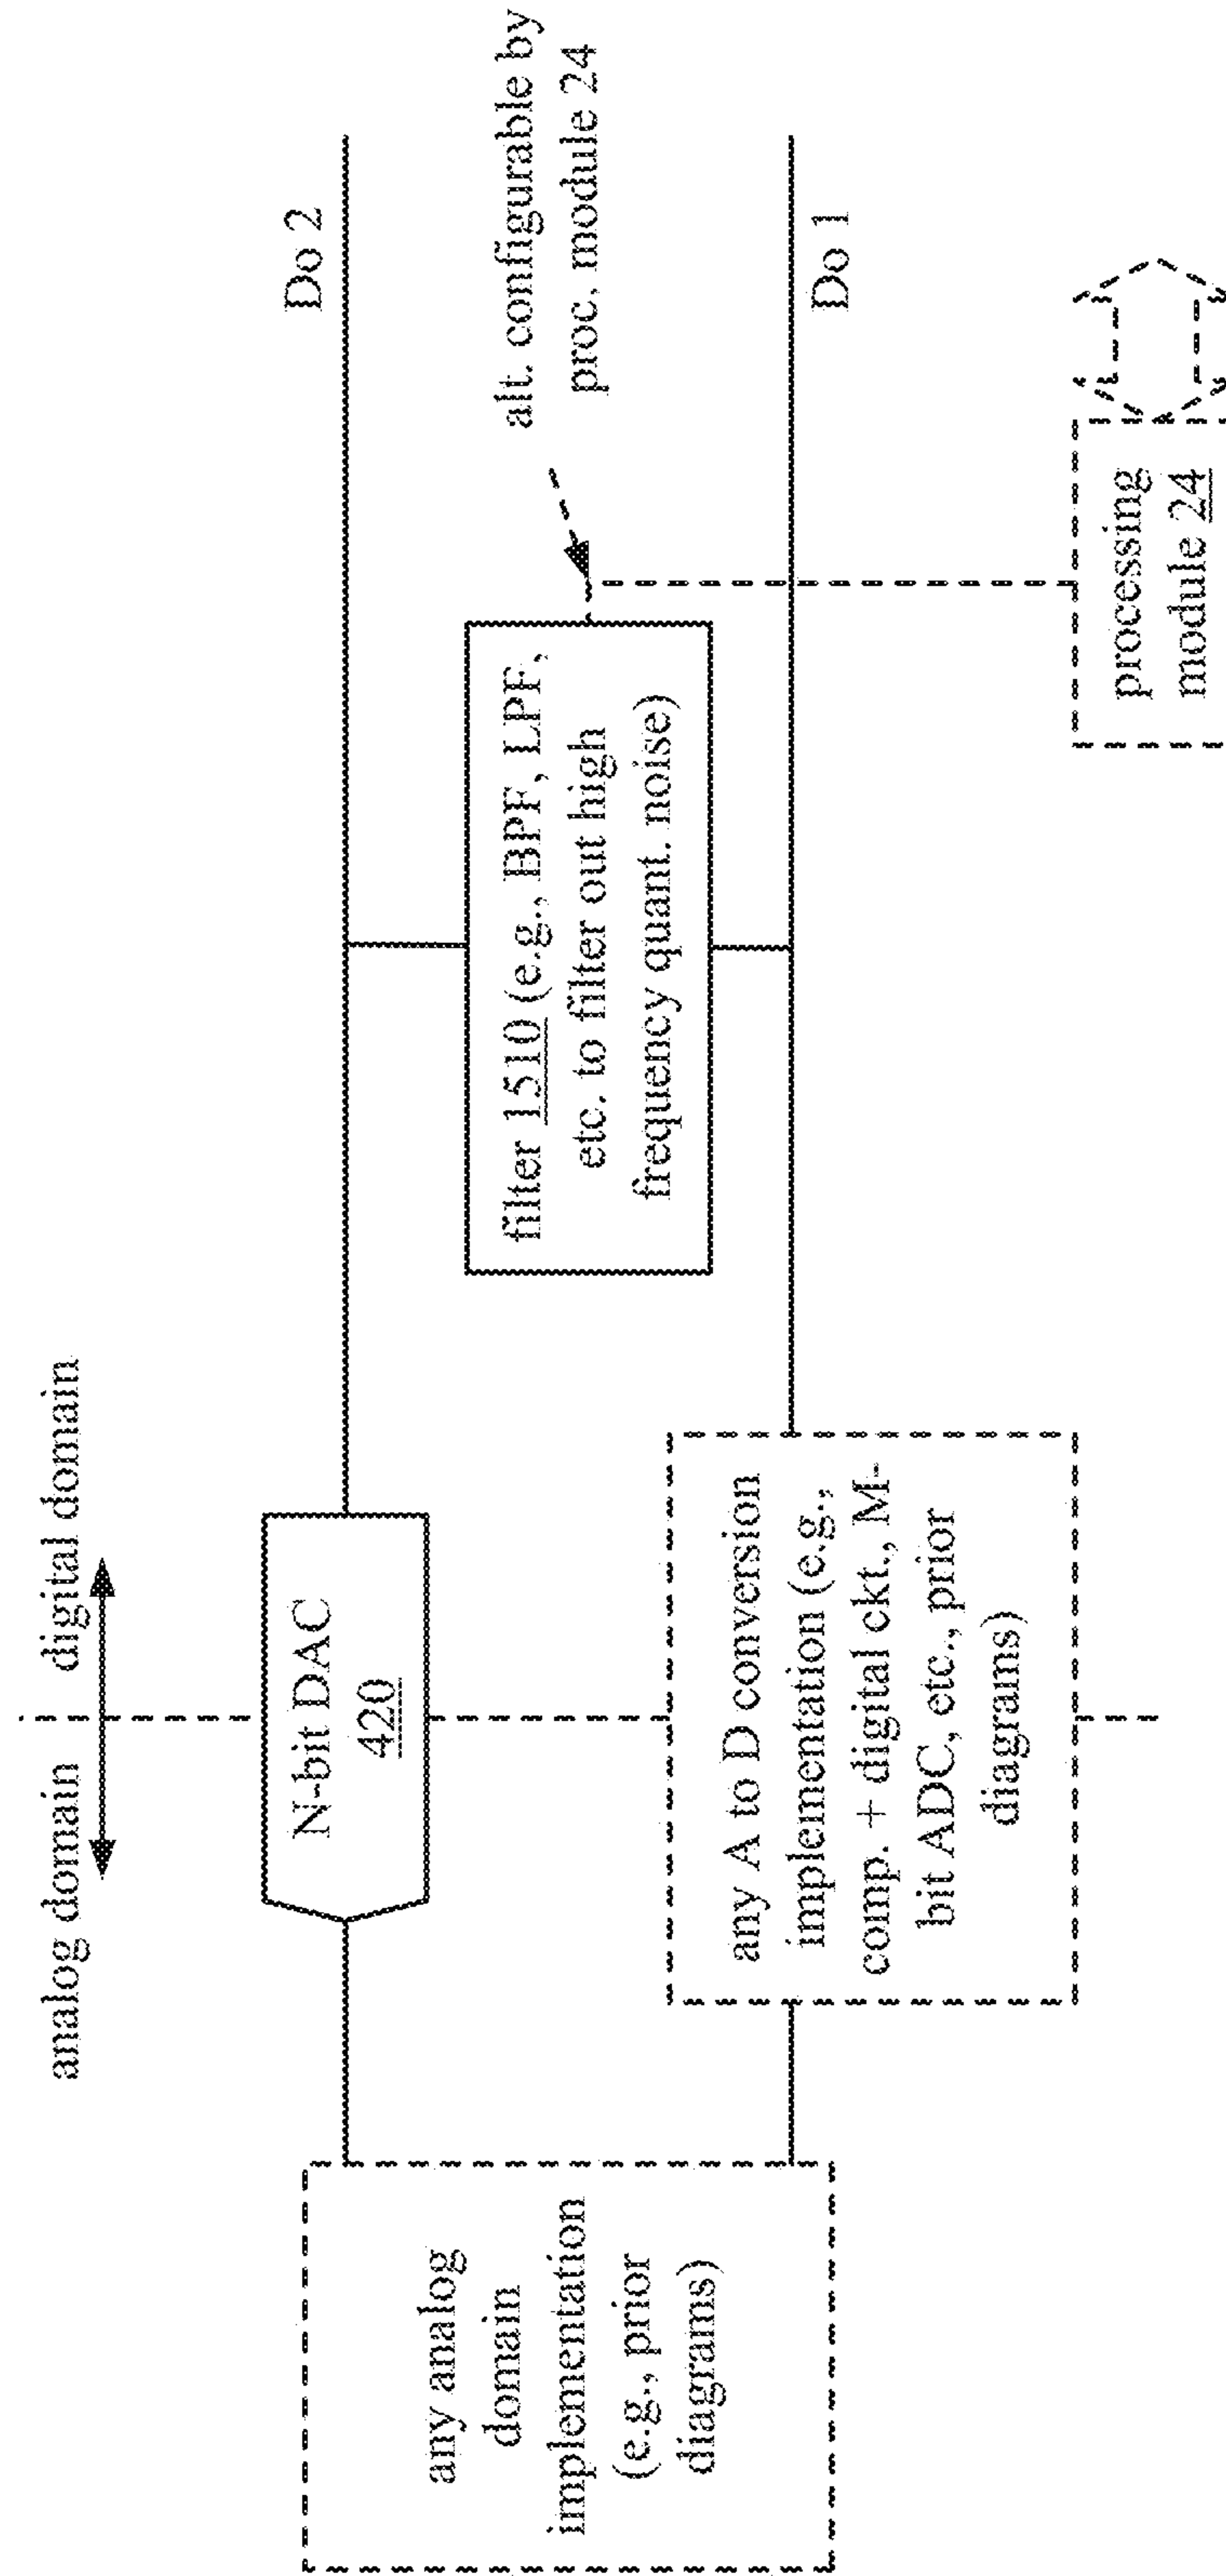 analog domain
digital domain
N-bit DAC
420
Do 2
any analog
domain
implementation
(e.g., prior
diagrams)
filter 1510 (e.g., BPF, LPF,
etc. to filter out high
frequency quant. noise)
alt. configurable by
proc. module 24
any A to D conversion
implementation (e.g.,
comp. + digital ckt., M-
bit ADC, etc., prior
diagrams)
Do 1
processing
module 24